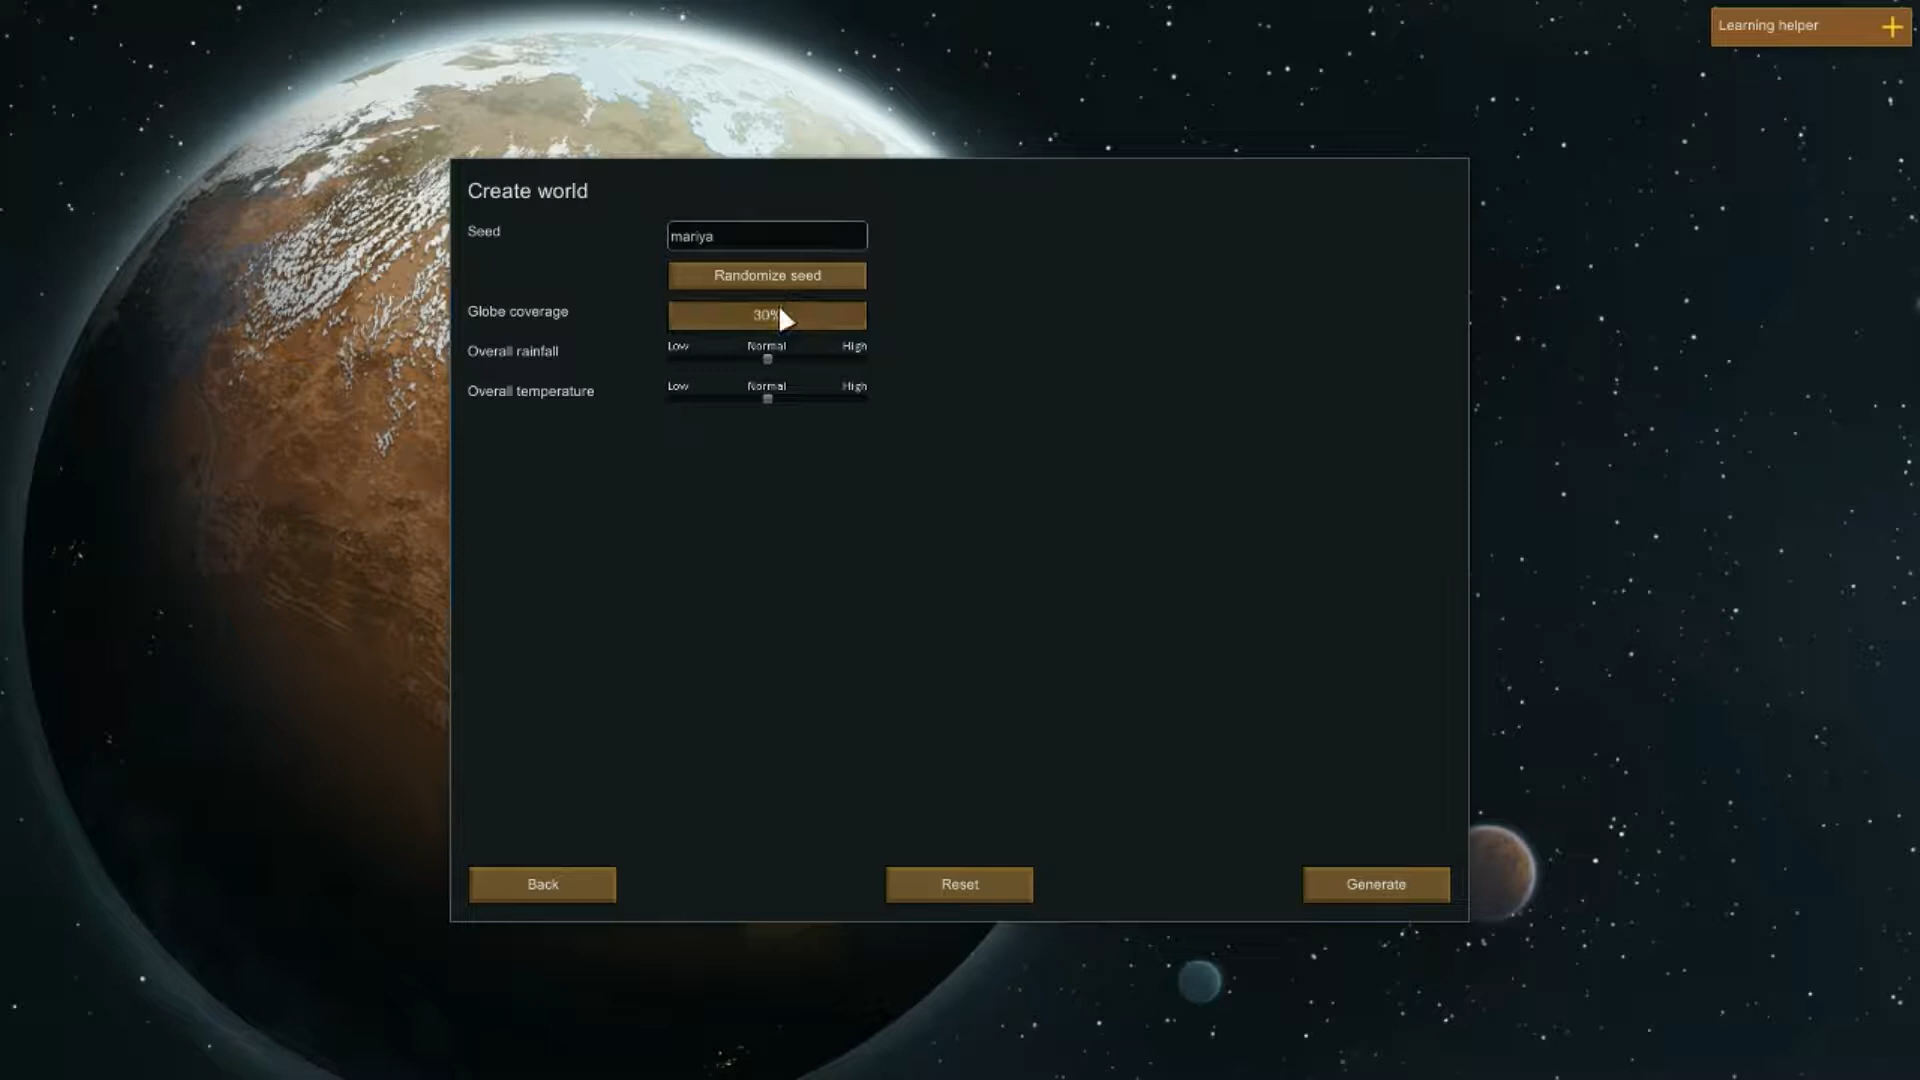 Learning helper
Create world
Seed
mariya
Randomize seed
Globe coverage
30%
Overall rainfall
Low Normal High
Overall temperature
Low Normal High
Back
Reset
Generate